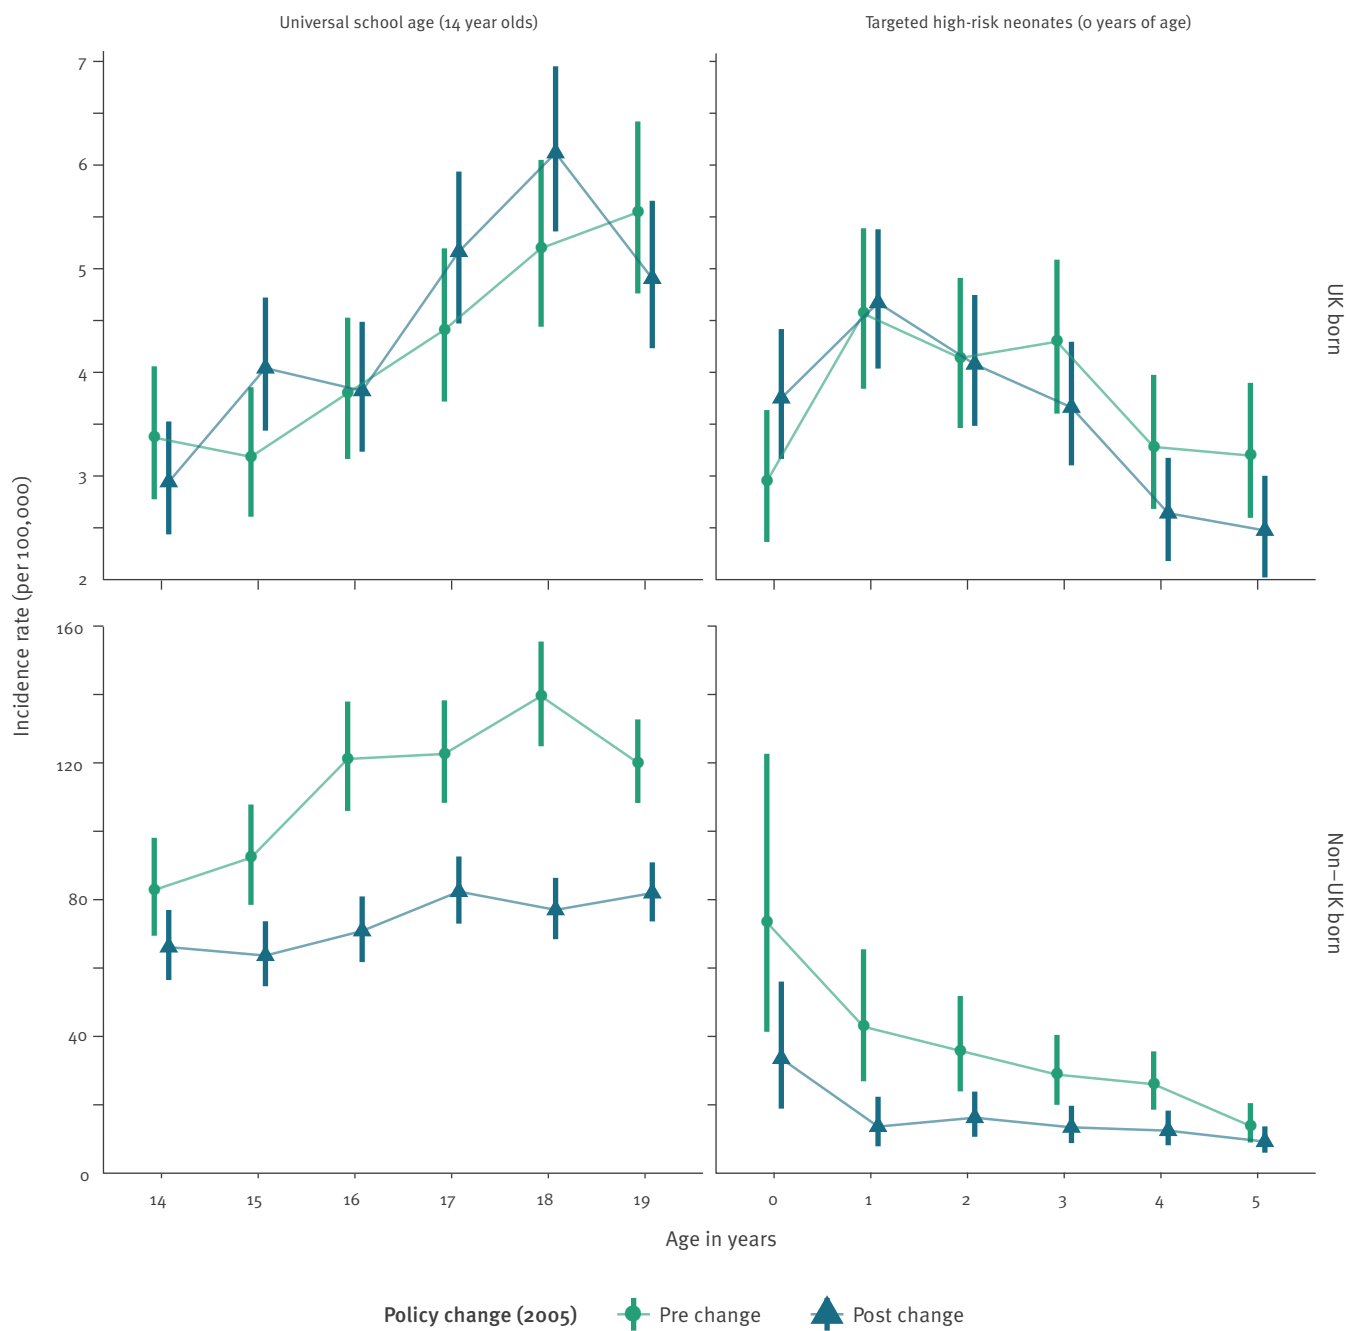 Universal school age (14 year olds)
Targeted high-risk neonates (0 years of age)
7
6
5
4
3
2
UK born
Incidence rate (per 100,000)
160
120
80
40
0
Non–UK born
14 15 16 17 18 19
0 1 2 3 4 5
Age in years
Policy change (2005) Pre change Post change